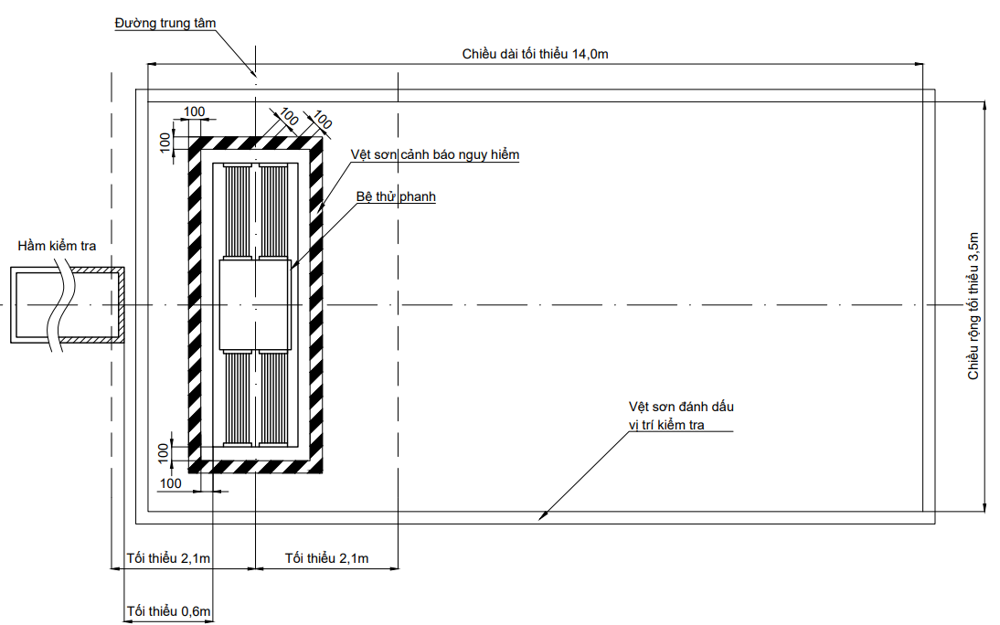 Đường trung tâm
Chiều dài tối thiểu 14,0m
100
100
100
100
Vệt sơn cảnh báo nguy hiểm
Bệ thử phanh
Hầm kiểm tra
Chiều rộng tối thiểu 3,5m
Vệt sơn đánh dấu
vị trí kiểm tra
100
100
Tối thiểu 2,1m
Tối thiểu 2,1m
Tối thiểu 0,6m